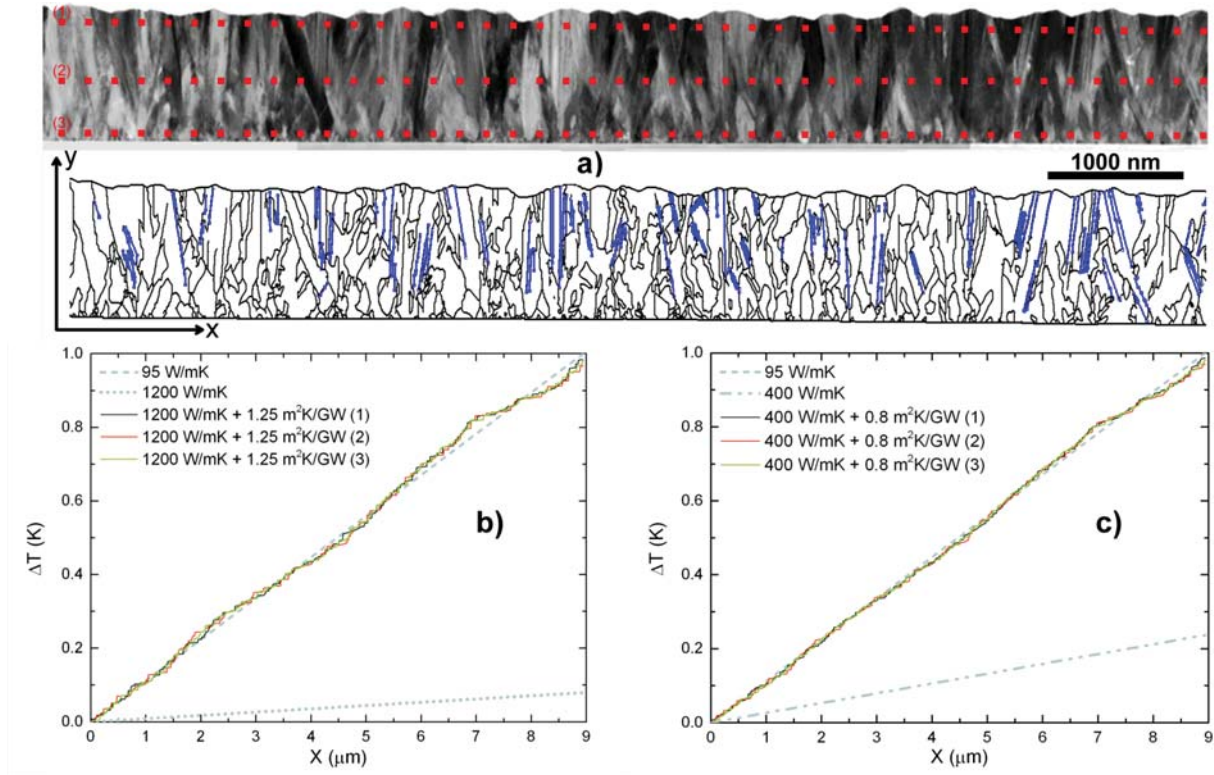 (1)
(2)
(3)
y
a)
1000 nm
x
1.0
0.8
0.6
0.4
0.2
0.0
ΔT (K)
95 W/mK
1200 W/mK
1200 W/mK + 1.25 m²K/GW (1)
1200 W/mK + 1.25 m²K/GW (2)
1200 W/mK + 1.25 m²K/GW (3)
b)
0 1 2 3 4 5 6 7 8 9
X (μm)
1.0
0.8
0.6
0.4
0.2
0.0
ΔT (K)
95 W/mK
400 W/mK
400 W/mK + 0.8 m²K/GW (1)
400 W/mK + 0.8 m²K/GW (2)
400 W/mK + 0.8 m²K/GW (3)
c)
0 1 2 3 4 5 6 7 8 9
X (μm)